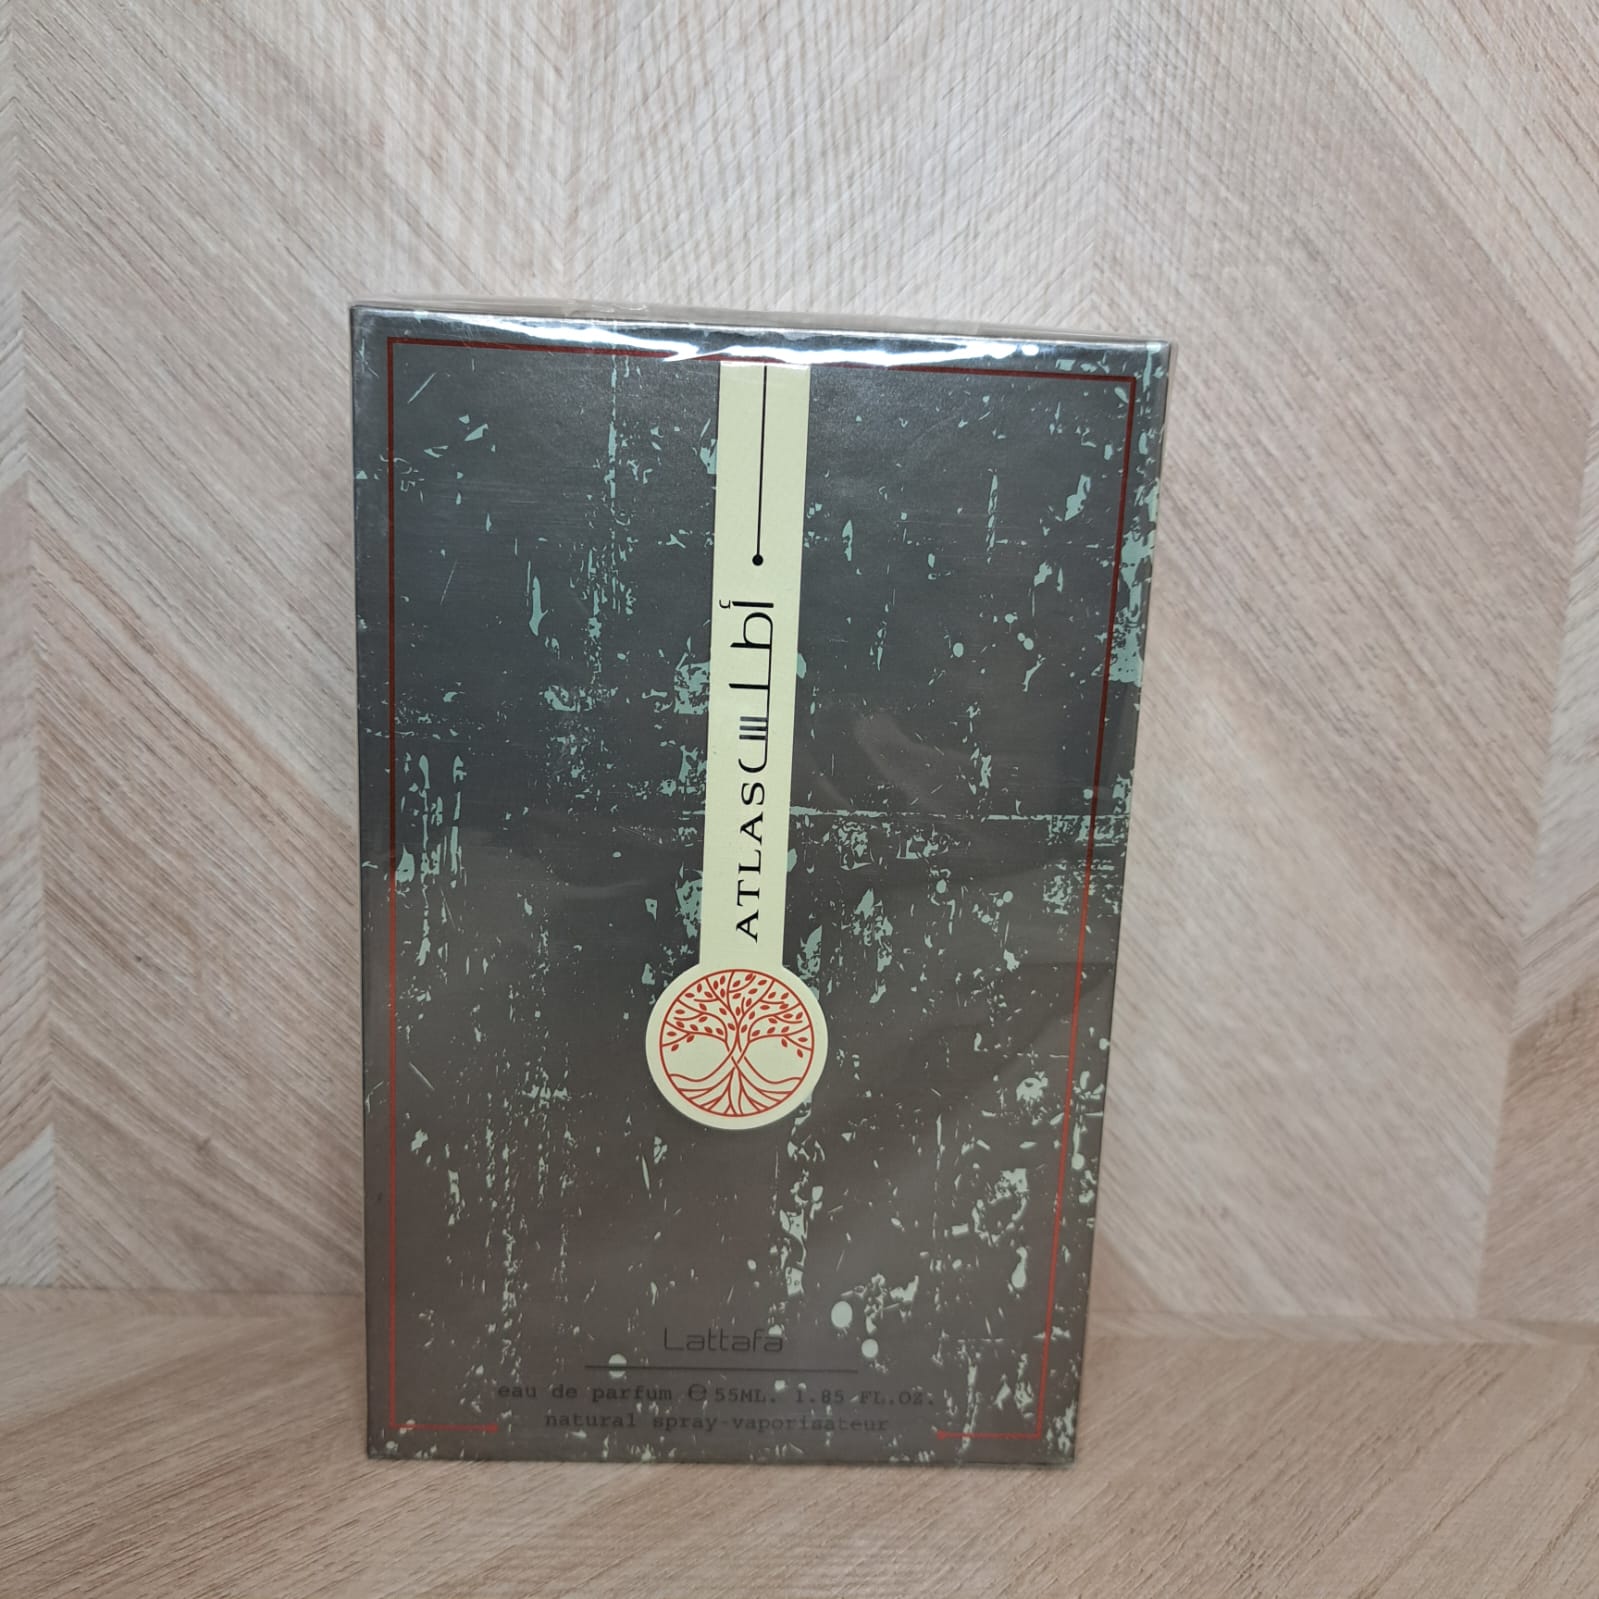 أطلس
ATLAS
Lattafa
eau de parfum ℮ 55ML. 1.85 FL.OZ.
natural spray-vaporisateur